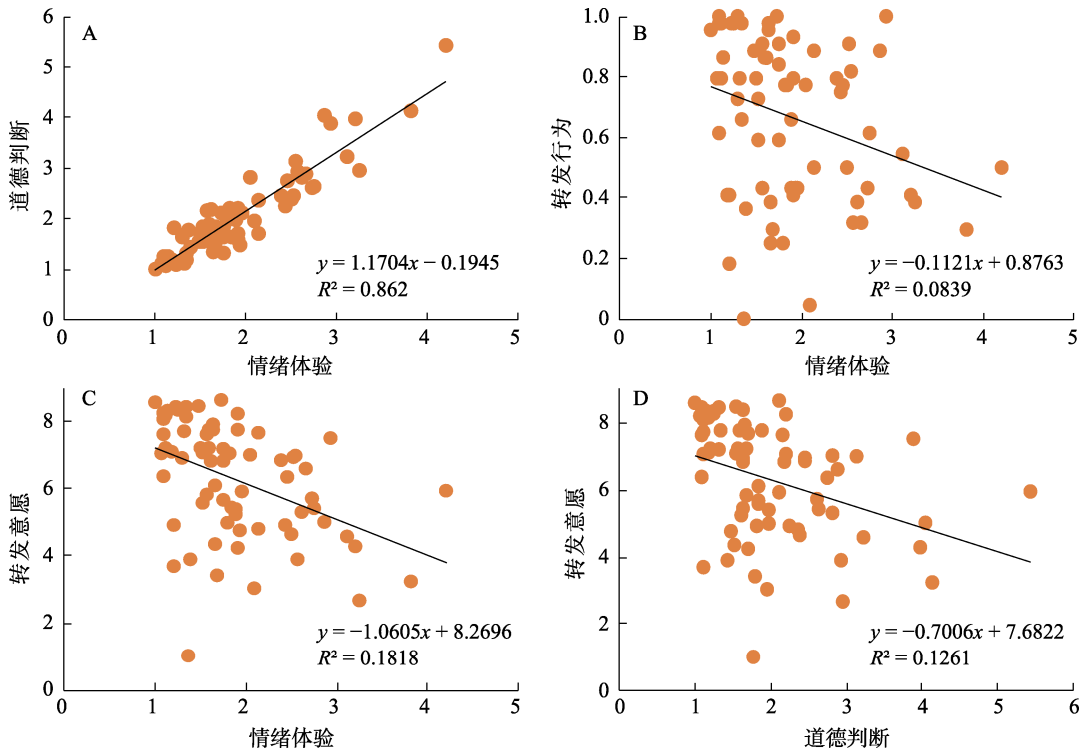 A
道德判断
6
5
4
3
2
1
0
y = 1.1704x − 0.1945
R² = 0.862
0 1 2 3 4 5
情绪体验
B
转发行为
1.0
0.8
0.6
0.4
0.2
0
y = −0.1121x + 0.8763
R² = 0.0839
0 1 2 3 4 5
情绪体验
C
转发意愿
8
6
4
2
0
y = −1.0605x + 8.2696
R² = 0.1818
0 1 2 3 4 5
情绪体验
D
转发意愿
8
6
4
2
0
y = −0.7006x + 7.6822
R² = 0.1261
0 1 2 3 4 5 6
道德判断